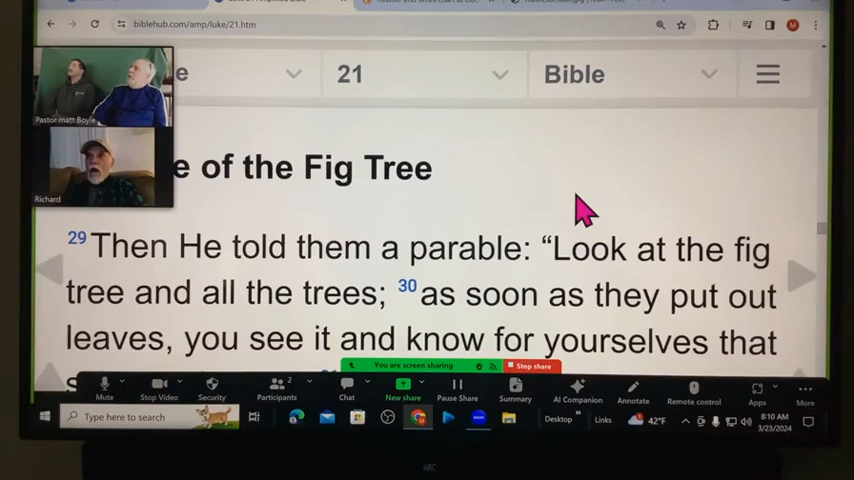 biblehub.com/amp/luke/21.htm
e
21
Bible
Pastor matt Boyle
Richard
e of the Fig Tree
29 Then He told them a parable: “Look at the fig
tree and all the trees; 30 as soon as they put out
leaves, you see it and know for yourselves that
You are screen sharing
Stop share
2
Mute
Stop Video
Security
Participants
Chat
New share
Pause Share
Summary
AI Companion
Annotate
Remote control
Apps
More
Type here to search
Desktop
Links
42°F
8:10 AM
3/23/2024